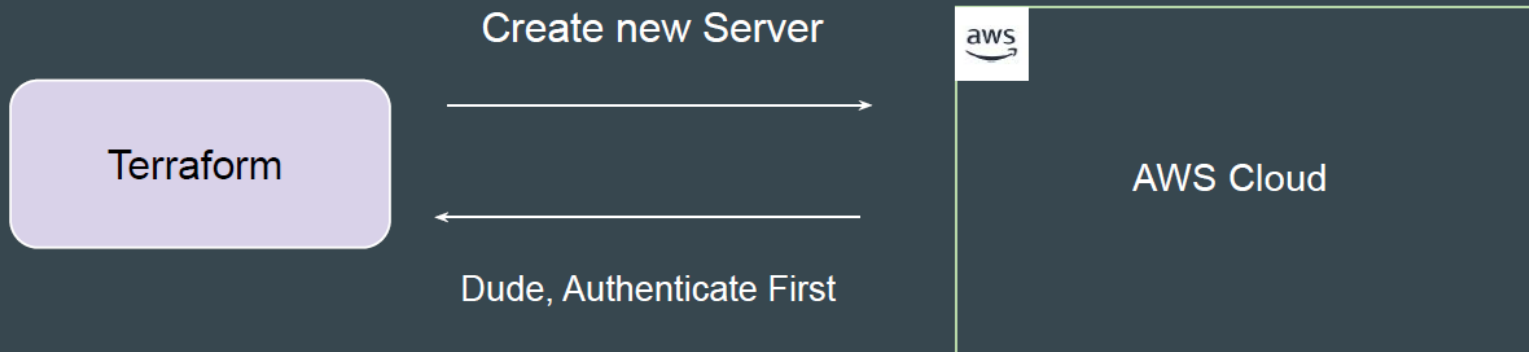 Create new Server
aws
Terraform
AWS Cloud
Dude, Authenticate First